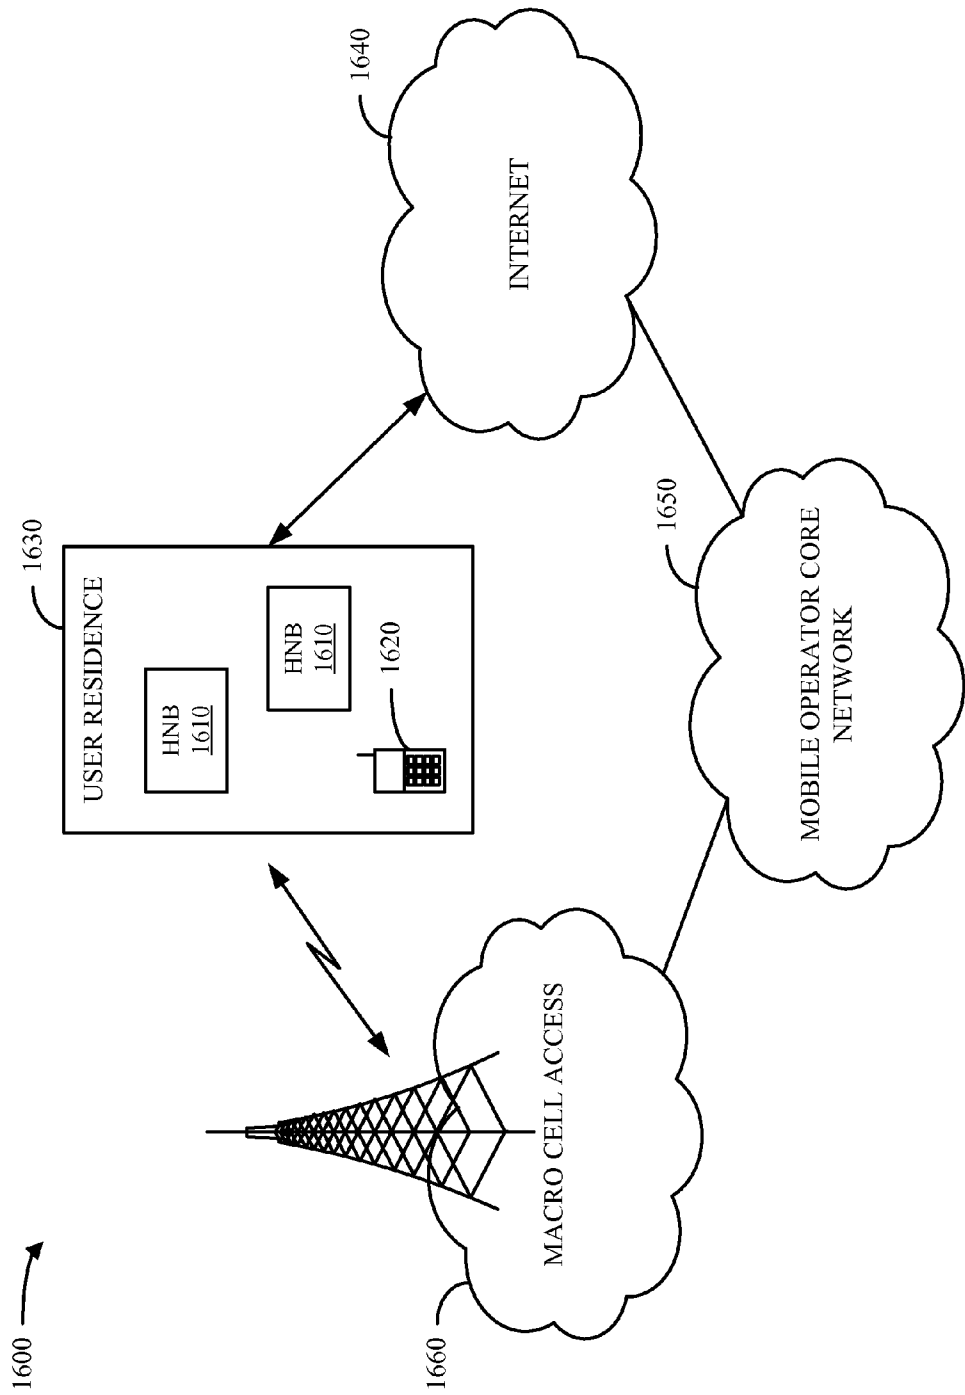 1600
USER RESIDENCE
1630
HNB
1610
HNB
1610
1620
1640
INTERNET
1660
MACRO CELL ACCESS
1650
MOBILE OPERATOR CORE
NETWORK